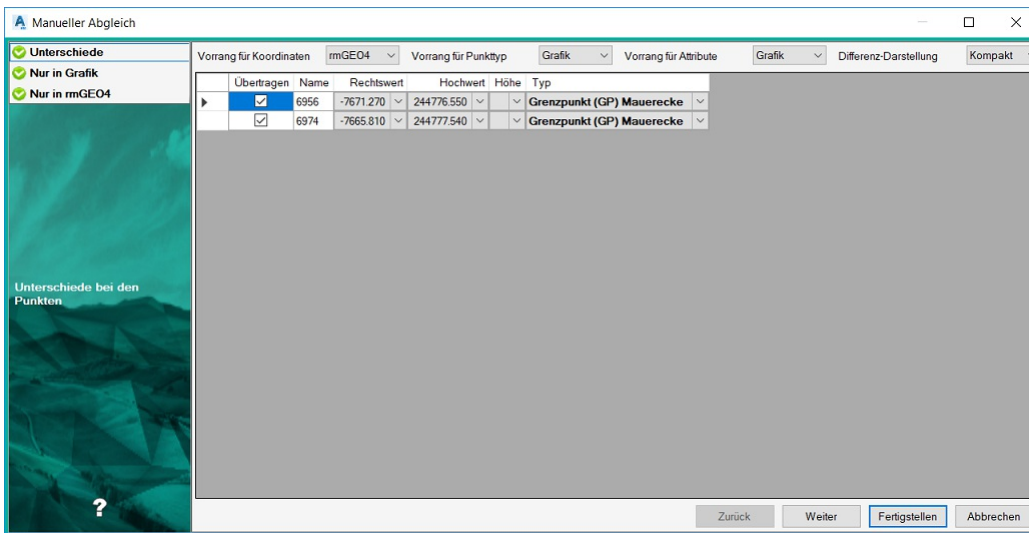 Manueller Abgleich
Unterschiede
Nur in Grafik
Nur in rmGEO4
Unterschiede bei den
Punkten
?
Vorrang für Koordinaten rmGEO4 Vorrang für Punkttyp Grafik Vorrang für Attribute Grafik Differenz-Darstellung Kompakt
Übertragen Name Rechtswert Hochwert Höhe Typ
6956 -7671.270 244776.550 Grenzpunkt (GP) Mauerecke
6974 -7665.810 244777.540 Grenzpunkt (GP) Mauerecke
Zurück Weiter Fertigstellen Abbrechen